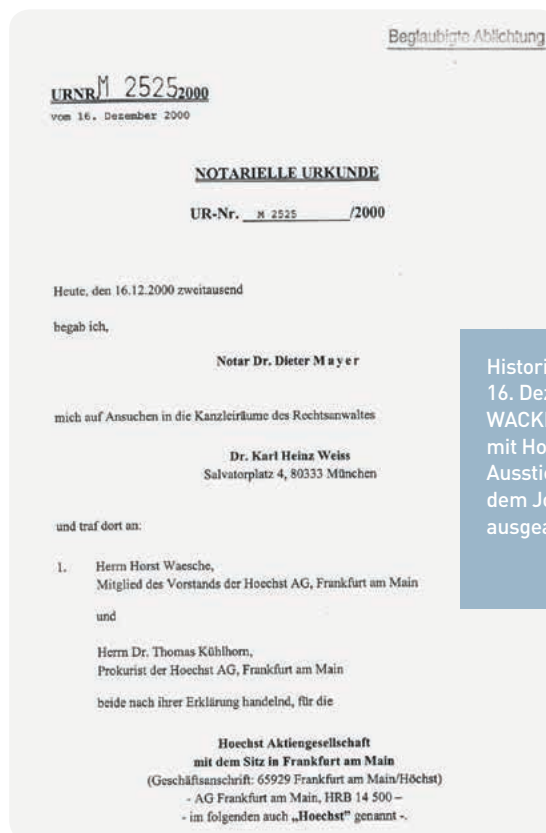 Beglaubigte Ablichtung
URNR M 2525 2000
vom 16. Dezember 2000
NOTARIELLE URKUNDE
UR-Nr. M 2525 /2000
Heute, den 16.12.2000 zweitausend
begab ich,
Notar Dr. Dieter Mayer
mich auf Ansuchen in die Kanzleiräume des Rechtsanwaltes
Dr. Karl Heinz Weiss
Salvatorplatz 4, 80333 München
und traf dort an:
1. Herrn Horst Waesche,
Mitglied des Vorstands der Hoechst AG, Frankfurt am Main
und
Herrn Dr. Thomas Kühlhorn,
Prokurist der Hoechst AG, Frankfurt am Main
beide nach ihrer Erklärung handelnd, für die
Hoechst Aktiengesellschaft
mit dem Sitz in Frankfurt am Main
(Geschäftsanschrift: 65929 Frankfurt am Main/Höchst)
- AG Frankfurt am Main, HRB 14 500 –
- im folgenden auch „Hoechst" genannt -.
Histori
16. Dez
WACK
mit Ho
Ausstie
dem J
ausgea